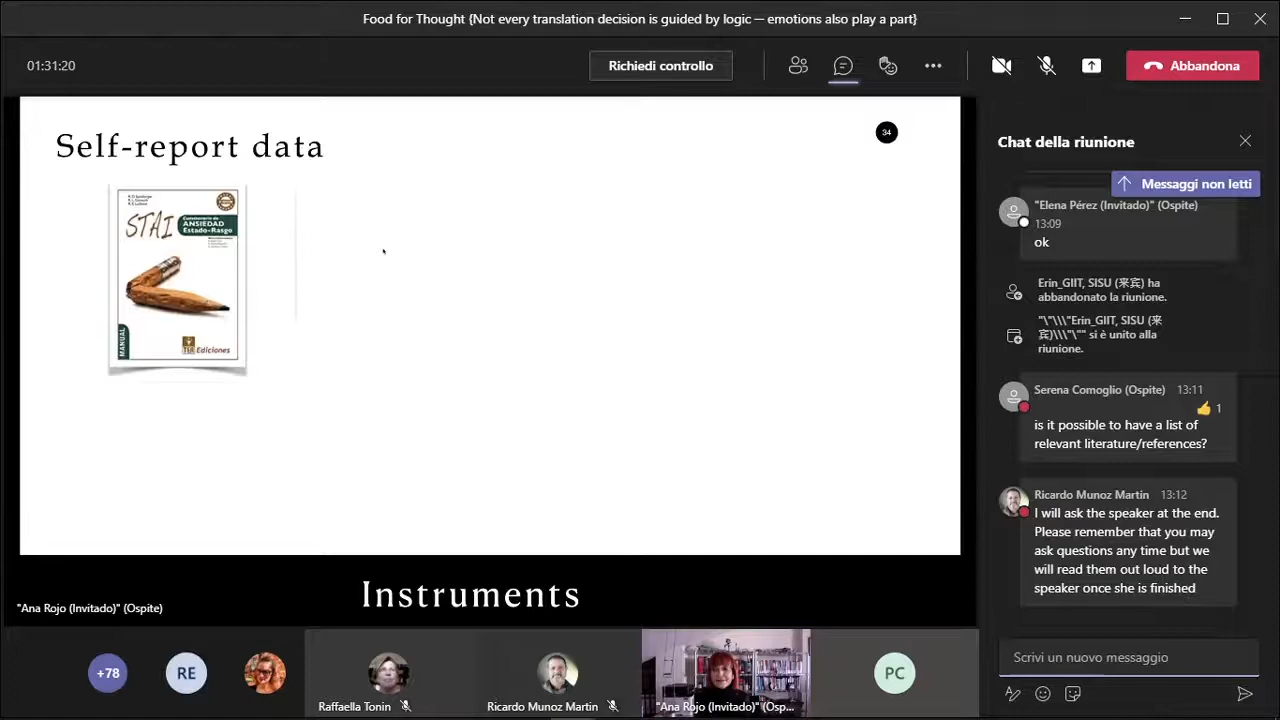 Food for Thought {Not every translation decision is guided by logic — emotions also play a part}
01:31:20
Richiedi controllo
Abbandona
Self-report data
34
STAI
Cuestionario de
ANSIEDAD
Estado-Rasgo
MANUAL
TEA Ediciones
Instruments
"Ana Rojo (Invitado)" (Ospite)
Chat della riunione
Messaggi non letti
"Elena Pérez (Invitado)" (Ospite)
13:09
ok
Erin_GIIT, SISU (来宾) ha
abbandonato la riunione.
"\"\\\"Erin_GIIT, SISU (来
宾)\\\"\"" si è unito alla
riunione.
Serena Comoglio (Ospite) 13:11
👍 1
is it possible to have a list of
relevant literature/references?
Ricardo Munoz Martin 13:12
I will ask the speaker at the end.
Please remember that you may
ask questions any time but we
will read them out loud to the
speaker once she is finished
Scrivi un nuovo messaggio
+78
RE
Raffaella Tonin
Ricardo Munoz Martin
"Ana Rojo (Invitado)" (Osp...
PC